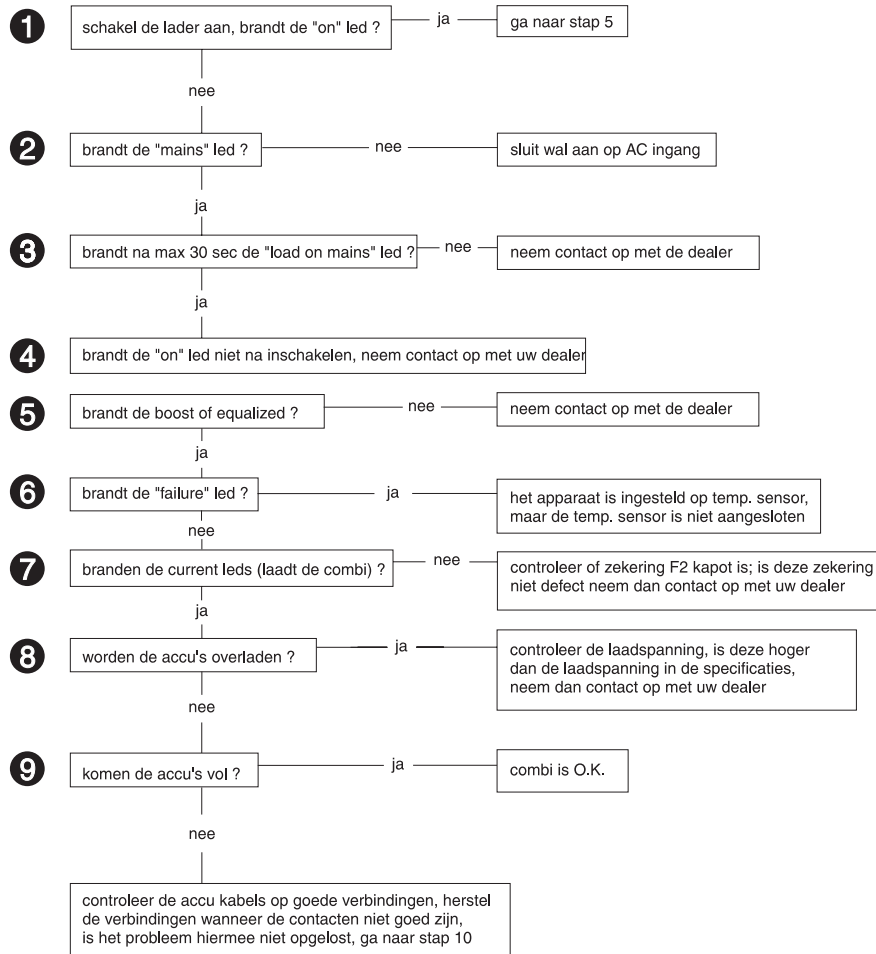 1 schakel de lader aan, brandt de "on" led ? ja ga naar stap 5
nee
2 brandt de "mains" led ? nee sluit wal aan op AC ingang
ja
3 brandt na max 30 sec de "load on mains" led ? nee neem contact op met de dealer
ja
4 brandt de "on" led niet na inschakelen, neem contact op met uw dealer
5 brandt de boost of equalized ? nee neem contact op met de dealer
ja
6 brandt de "failure" led ? ja het apparaat is ingesteld op temp. sensor,
maar de temp. sensor is niet aangesloten
nee
7 branden de current leds (laadt de combi) ? nee controleer of zekering F2 kapot is; is deze zekering
niet defect neem dan contact op met uw dealer
ja
8 worden de accu's overladen ? ja controleer de laadspanning, is deze hoger
dan de laadspanning in de specificaties,
neem dan contact op met uw dealer
nee
9 komen de accu's vol ? ja combi is O.K.
nee
controleer de accu kabels op goede verbindingen, herstel
de verbindingen wanneer de contacten niet goed zijn,
is het probleem hiermee niet opgelost, ga naar stap 10